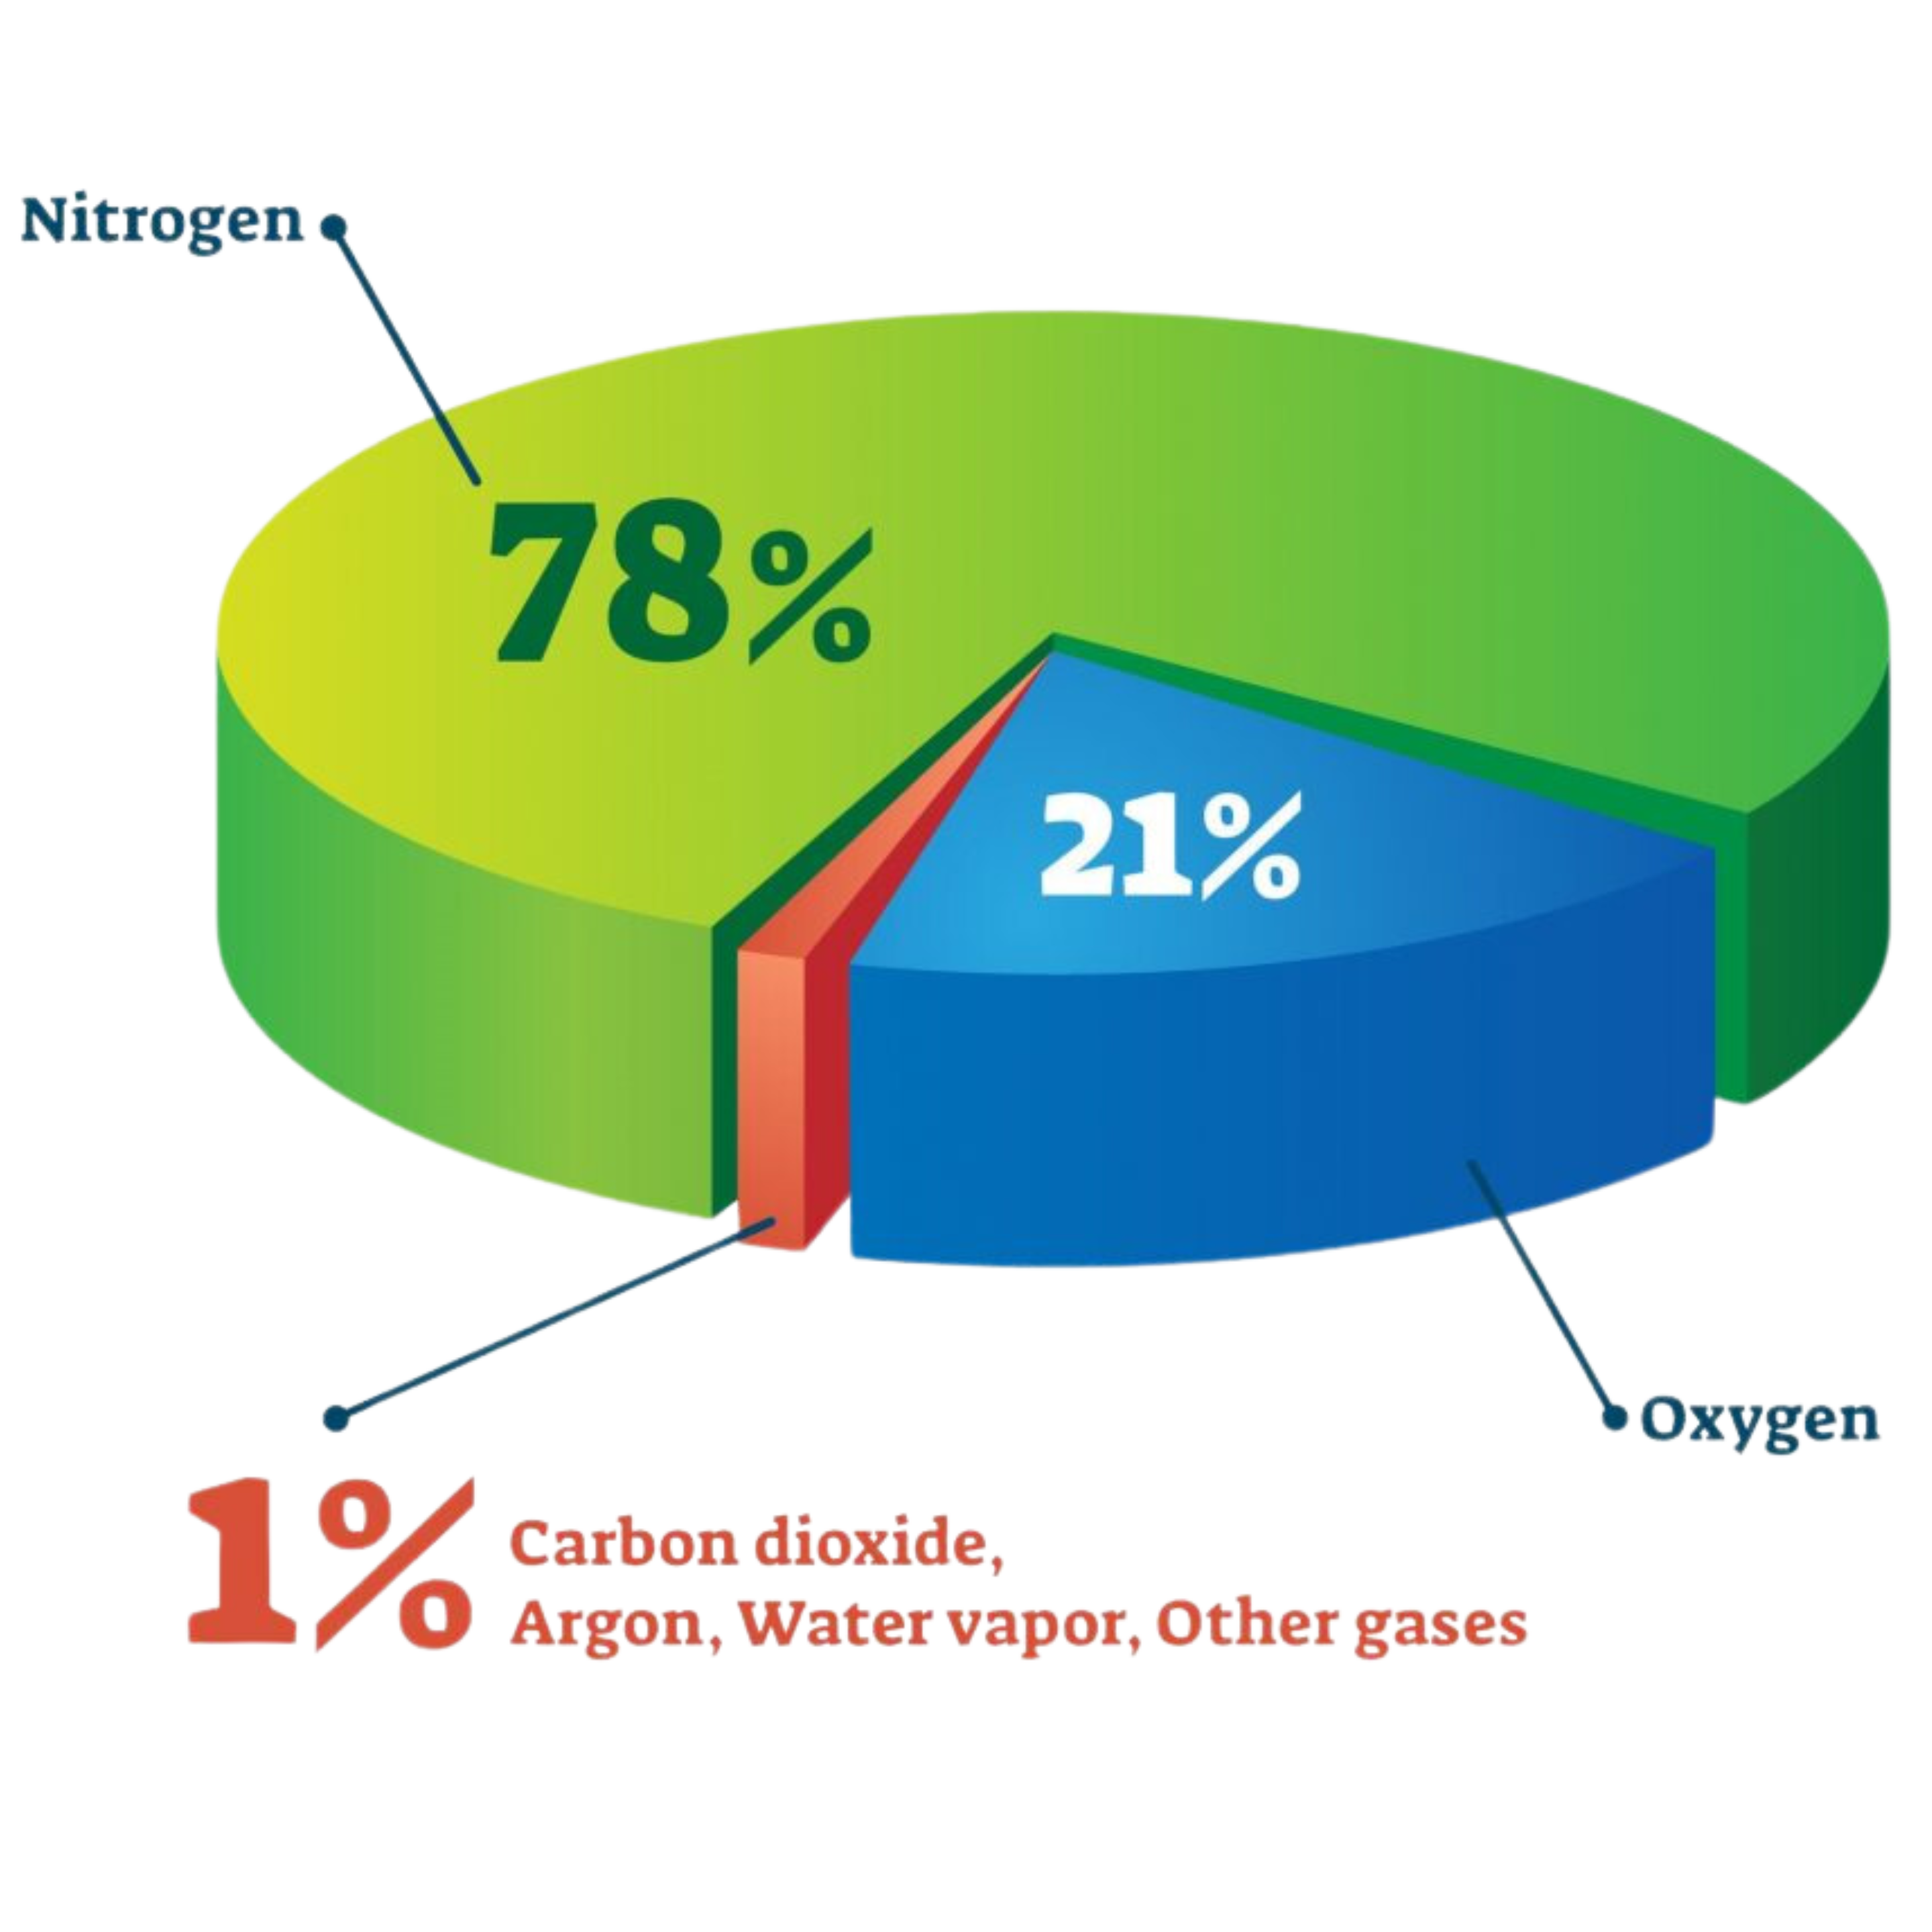 Nitrogen
78%
21%
Oxygen
1% Carbon dioxide,
Argon, Water vapor, Other gases